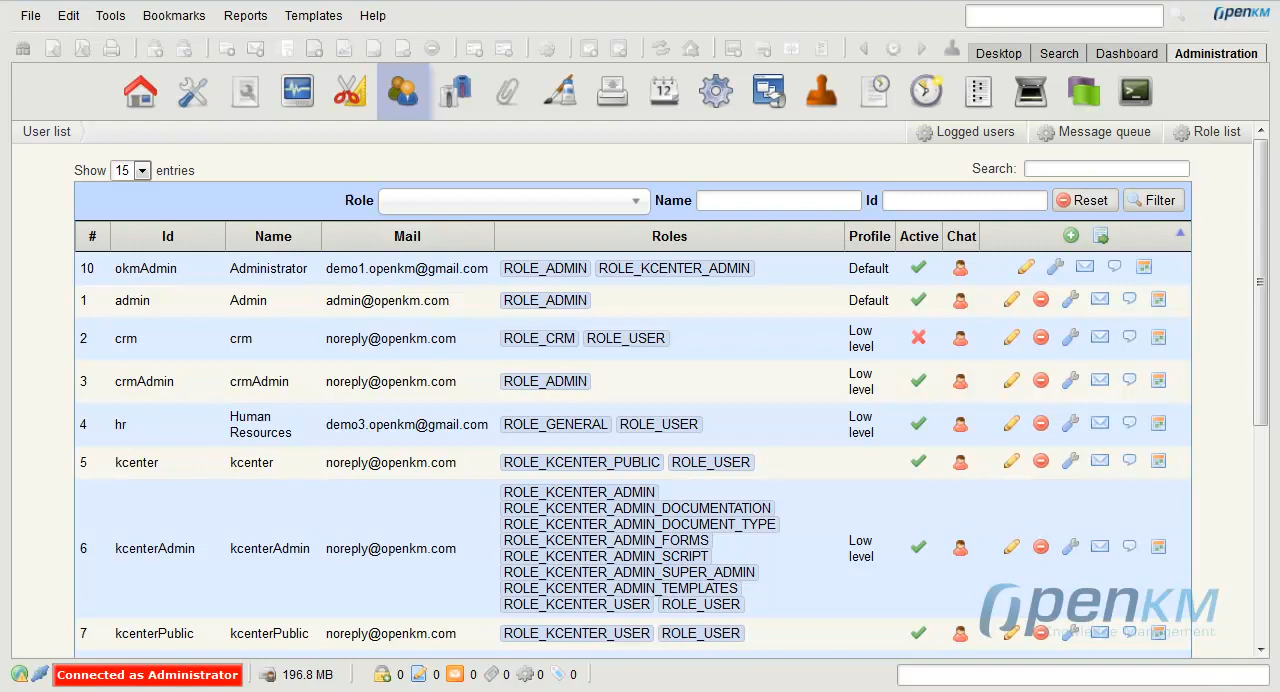 File Edit Tools Bookmarks Reports Templates Help
OPENKM
Desktop Search Dashboard Administration
12
User list Logged users Message queue Role list
Show 15 entries Search:
Role Name Id Reset Filter
# Id Name Mail Roles Profile Active Chat
10 okmAdmin Administrator demo1.openkm@gmail.com ROLE_ADMIN ROLE_KCENTER_ADMIN Default
1 admin Admin admin@openkm.com ROLE_ADMIN Default
2 crm crm noreply@openkm.com ROLE_CRM ROLE_USER Low level
3 crmAdmin crmAdmin noreply@openkm.com ROLE_ADMIN Low level
4 hr Human Resources demo3.openkm@gmail.com ROLE_GENERAL ROLE_USER Low level
5 kcenter kcenter noreply@openkm.com ROLE_KCENTER_PUBLIC ROLE_USER
6 kcenterAdmin kcenterAdmin noreply@openkm.com ROLE_KCENTER_ADMIN
ROLE_KCENTER_ADMIN_DOCUMENTATION
ROLE_KCENTER_ADMIN_DOCUMENT_TYPE
ROLE_KCENTER_ADMIN_FORMS
ROLE_KCENTER_ADMIN_SCRIPT
ROLE_KCENTER_ADMIN_SUPER_ADMIN
ROLE_KCENTER_ADMIN_TEMPLATES
ROLE_KCENTER_USER ROLE_USER Low level
OPENKM
Knowledge Management
7 kcenterPublic kcenterPublic noreply@openkm.com ROLE_KCENTER_USER ROLE_USER
Connected as Administrator 196.8 MB 0 0 0 0 0 0